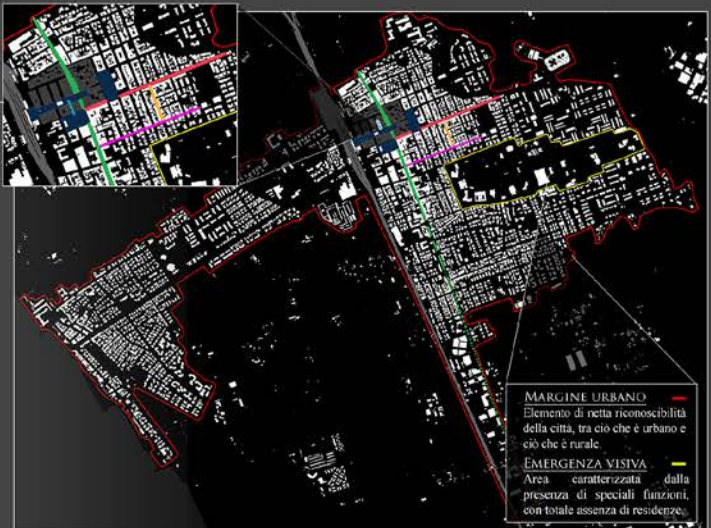 MARGINE URBANO
Elemento di netta riconoscibilità
della città, tra ciò che è urbano e
ciò che è rurale.
EMERGENZA VISIVA
Area caratterizzata dalla
presenza di speciali funzioni,
con totale assenza di residenze.